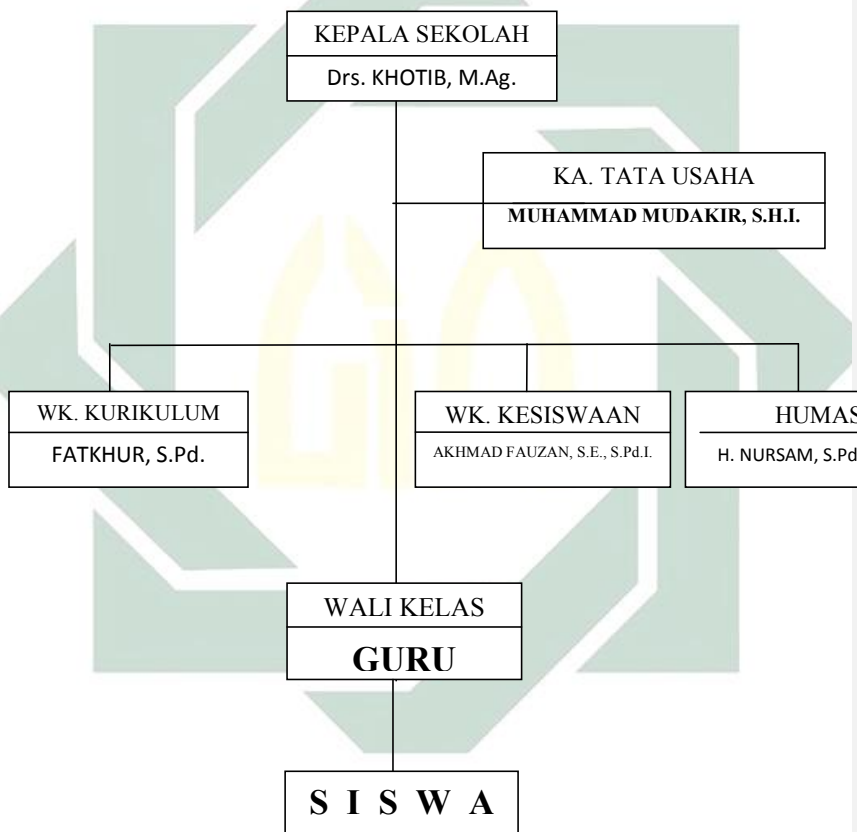 KEPALA SEKOLAH
Drs. KHOTIB, M.Ag.
KA. TATA USAHA
MUHAMMAD MUDAKIR, S.H.I.
WK. KURIKULUM
FATKHUR, S.Pd.
WK. KESISWAAN
AKHMAD FAUZAN, S.E., S.Pd.I.
HUMAS
H. NURSAM, S.Pd
WALI KELAS
GURU
S I S W A